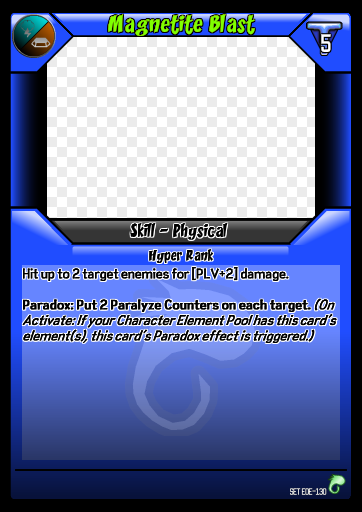 Magnetite Blast
5
Skill - Physical
Hyper Rank
Hit up to 2 target enemies for [PLV+2] damage.
Paradox: Put 2 Paralyze Counters on each target. (On
Activate: If your Character Element Pool has this card's
element(s), this card's Paradox effect is triggered.)
SET EOE-130